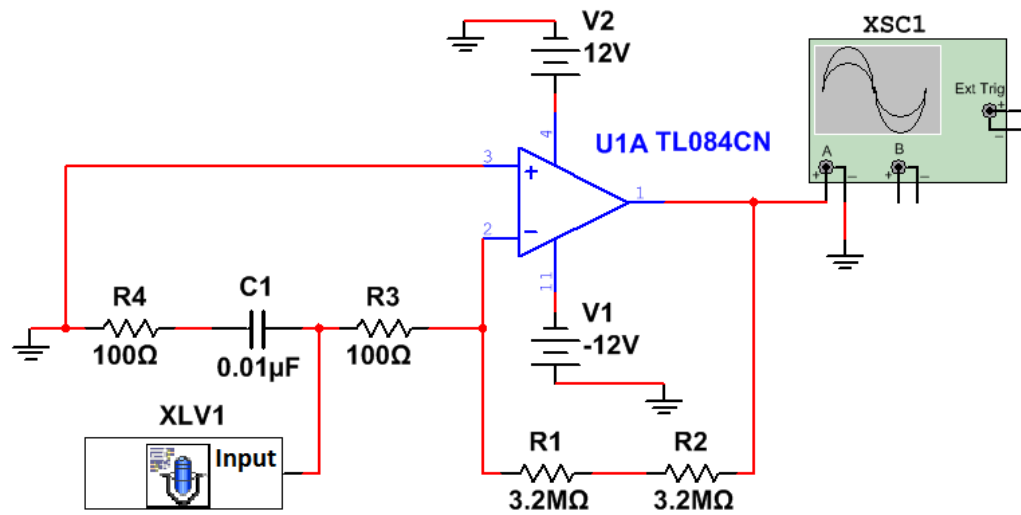 XSC1
V2
12V
Ext Trig
+
−
A
B
+ − + −
4
U1A TL084CN
3
+
1
2
−
11
R4
C1
R3
V1
100Ω
0.01µF
100Ω
-12V
XLV1
Input
R1
R2
3.2MΩ
3.2MΩ